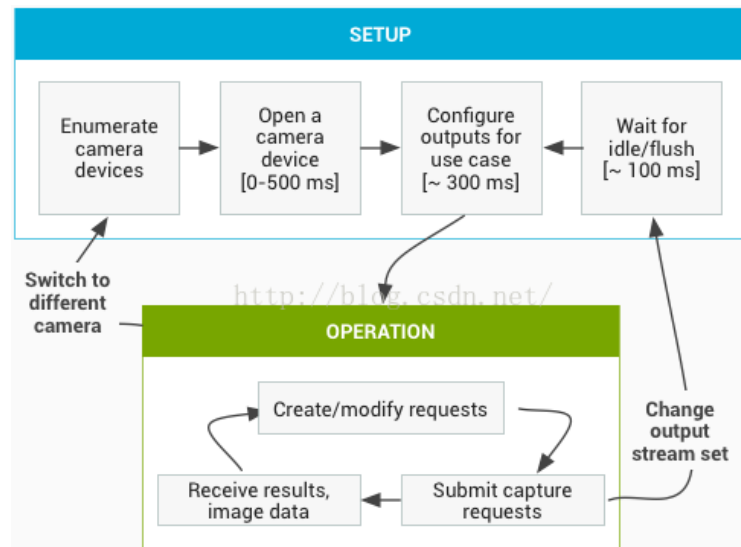 SETUP
Enumerate
camera
devices
Open a
camera
device
[0-500 ms]
Configure
outputs for
use case
[~ 300 ms]
Wait for
idle/flush
[~ 100 ms]
Switch to
different
camera
http://blog.csdn.net/
OPERATION
Create/modify requests
Receive results,
image data
Submit capture
requests
Change
output
stream set